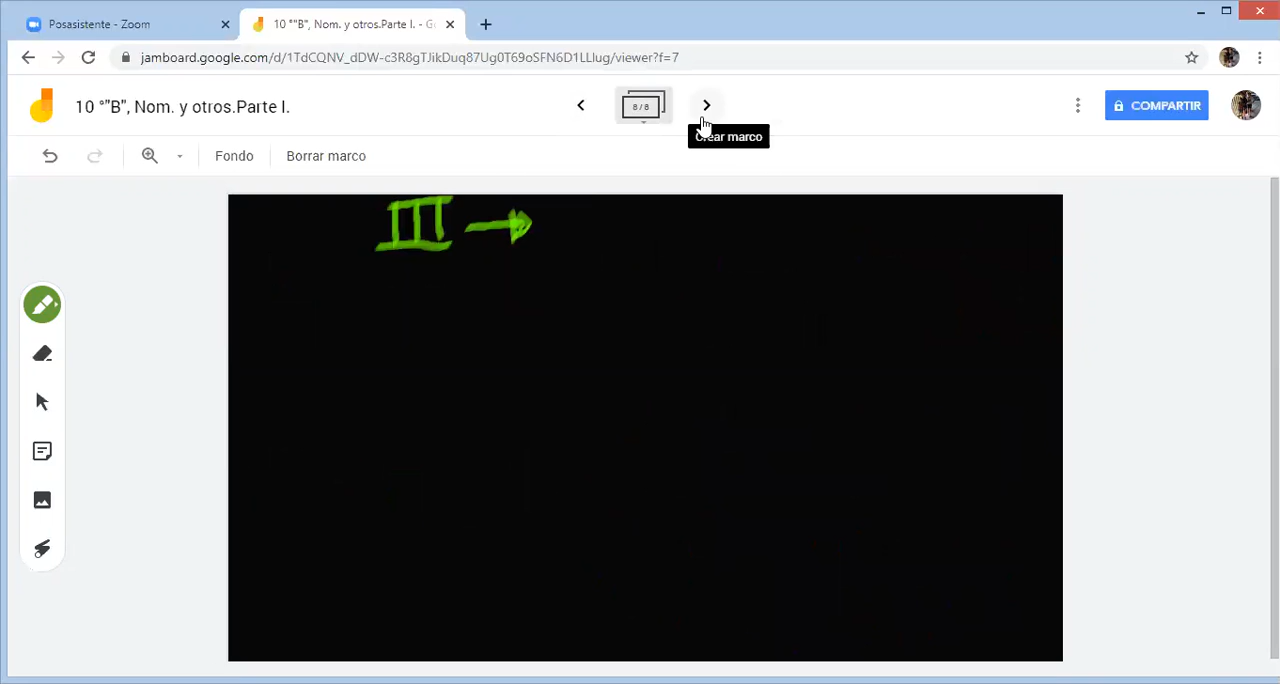 Posasistente - Zoom
10 °"B", Nom. y otros.Parte I. - Go
jamboard.google.com/d/1TdCQNV_dDW-c3R8gTJikDuq87Ug0T69oSFN6D1LLlug/viewer?f=7
10 °"B", Nom. y otros.Parte I.
8/8
COMPARTIR
Crear marco
Fondo
Borrar marco
III →